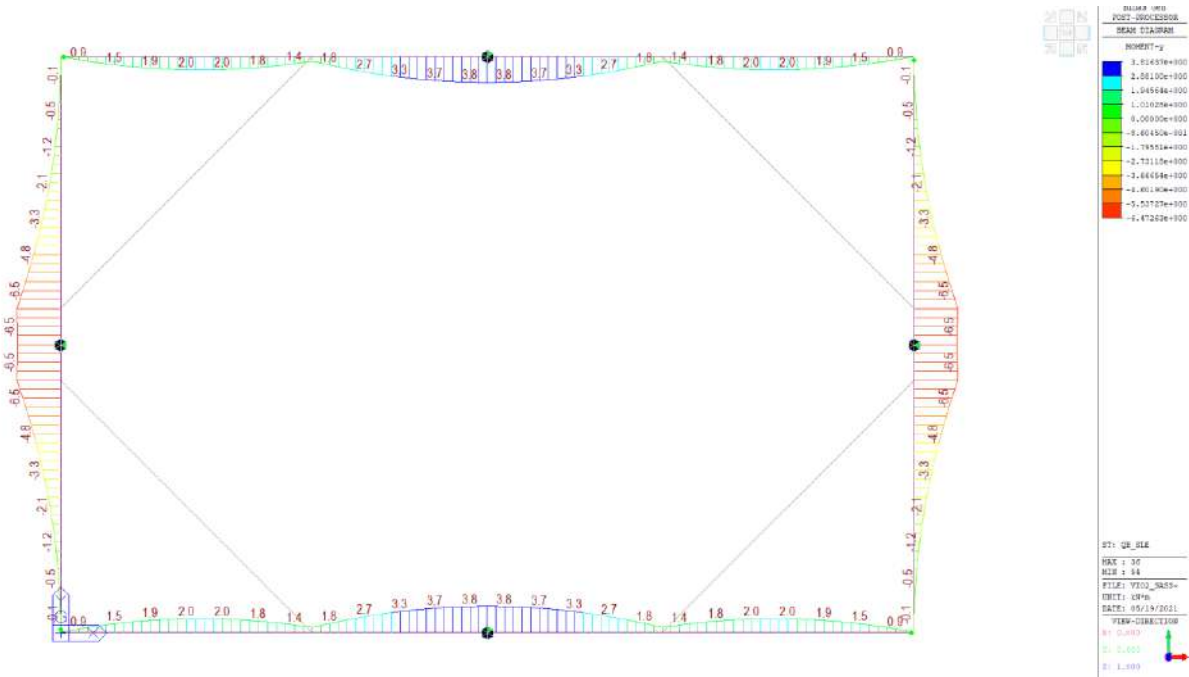 MIDAS Gen
POST-PROCESSOR
BEAM DIAGRAM
MOMENT-y
2.88100e+000
1.94564e+000
1.01028e+000
0.00000e+000
-8.60450e-001
-1.79581e+000
-2.73118e+000
-3.66654e+000
-4.60190e+000
-5.53727e+000
-6.47263e+000
0.9 1.5 1.9 2.0 2.0 1.8 1.4 1.8 2.7 3.3 3.7 3.8 3.8 3.7 3.3 2.7 1.8 1.4 1.8 2.0 2.0 1.9 1.5 0.9
-0.1 -0.1
-0.5 -0.5
-1.2 -1.2
-2.1 -2.1
-3.3 -3.3
-4.8 -4.8
-6.5 -6.5
-6.5 -6.5
-6.5 -6.5
-6.5 -6.5
-4.8 -4.8
-3.3 -3.3
-2.1 -2.1
-1.2 -1.2
-0.5 -0.5
-0.1 -0.1
0.9 1.5 1.9 2.0 2.0 1.8 1.4 1.8 2.7 3.3 3.7 3.8 3.8 3.7 3.3 2.7 1.8 1.4 1.8 2.0 2.0 1.9 1.5 0.9
X
MAX : 36
MIN : 64
UNIT: kN*m
DATE: 05/19/2021
VIEW-DIRECTION
X: 0.000
Z: 1.000